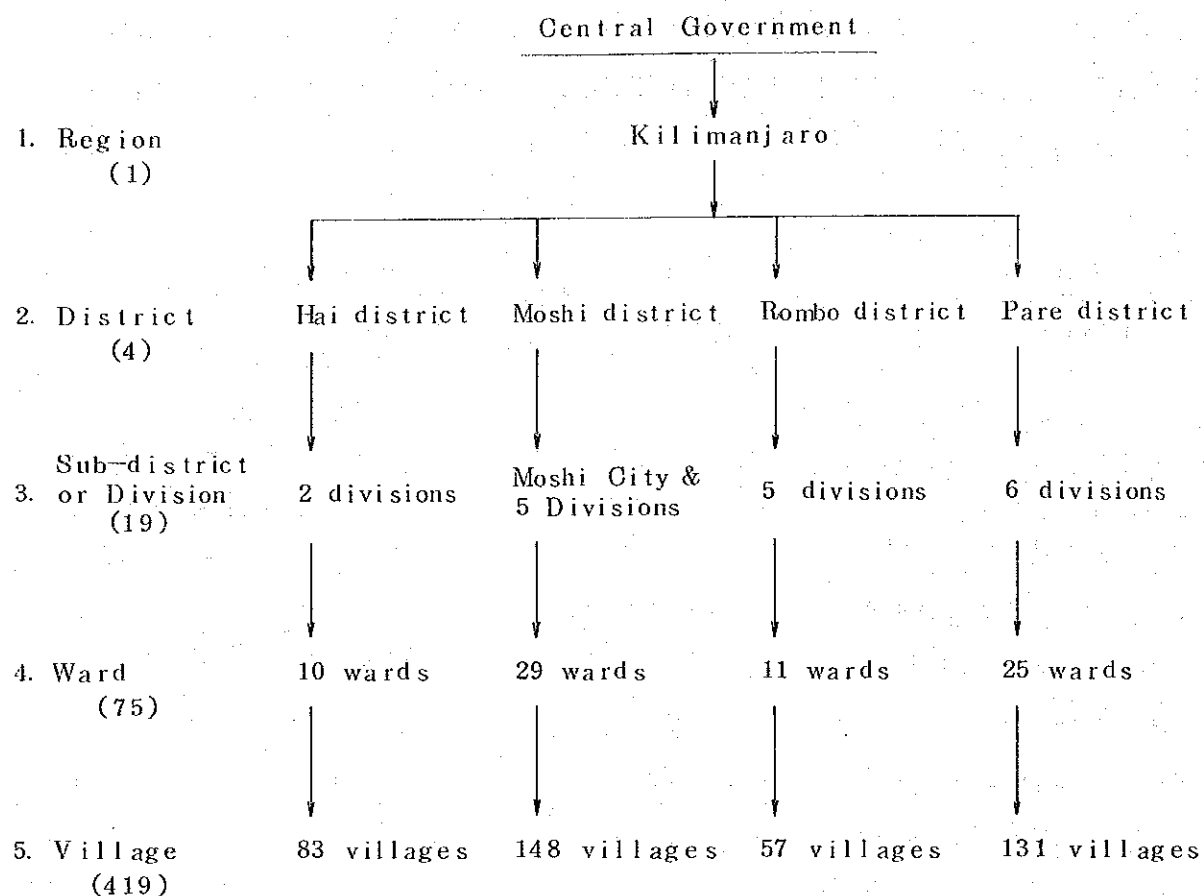 Central Government
1. Region
(1)
Kilimanjaro
2. District
(4)
Hai district
Moshi district
Rombo district
Pare district
3. Sub-district
or Division
(19)
2 divisions
Moshi City &
5 Divisions
5 divisions
6 divisions
4. Ward
(75)
10 wards
29 wards
11 wards
25 wards
5. Village
(419)
83 villages
148 villages
57 villages
131 villages